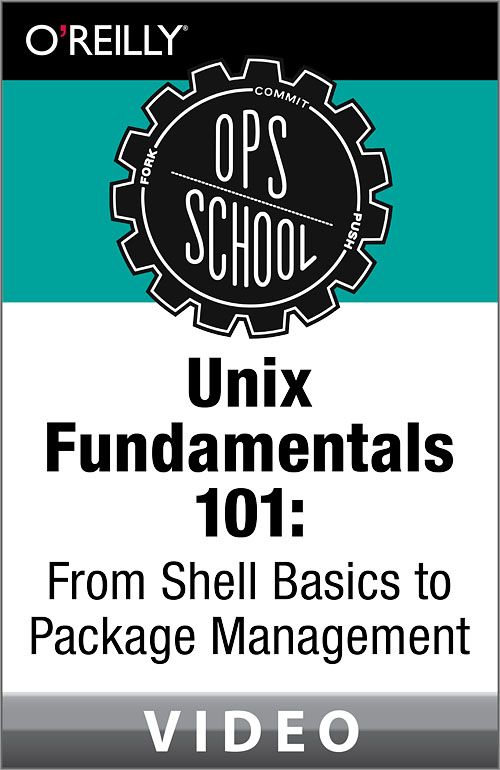 O'REILLY®
COMMIT
FORK
OPS
SCHOOL
PUSH
Unix
Fundamentals
101:
From Shell Basics to
Package Management
VIDEO